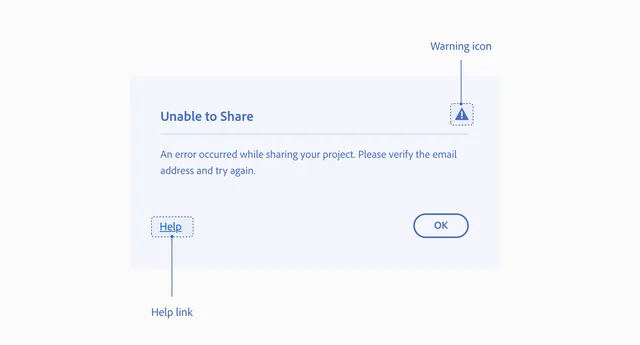 Warning icon
Unable to Share
An error occurred while sharing your project. Please verify the email
address and try again.
Help
OK
Help link